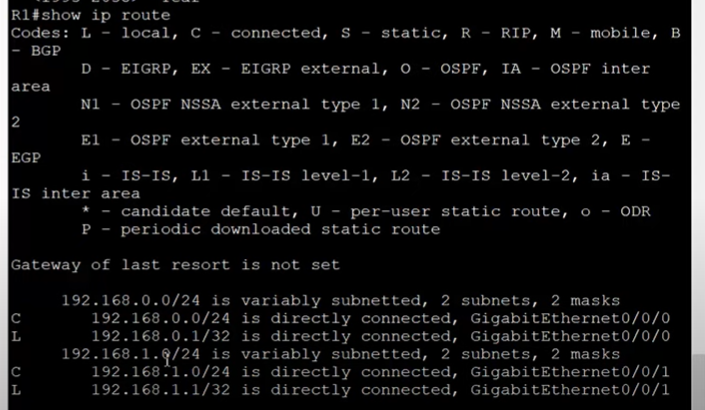 R1#show ip route
Codes: L - local, C - connected, S - static, R - RIP, M - mobile, B
- BGP
D - EIGRP, EX - EIGRP external, O - OSPF, IA - OSPF inter
area
N1 - OSPF NSSA external type 1, N2 - OSPF NSSA external type
2
E1 - OSPF external type 1, E2 - OSPF external type 2, E -
EGP
i - IS-IS, L1 - IS-IS level-1, L2 - IS-IS level-2, ia - IS-
IS inter area
* - candidate default, U - per-user static route, o - ODR
P - periodic downloaded static route
Gateway of last resort is not set
192.168.0.0/24 is variably subnetted, 2 subnets, 2 masks
C 192.168.0.0/24 is directly connected, GigabitEthernet0/0/0
L 192.168.0.1/32 is directly connected, GigabitEthernet0/0/0
192.168.1.0/24 is variably subnetted, 2 subnets, 2 masks
C 192.168.1.0/24 is directly connected, GigabitEthernet0/0/1
L 192.168.1.1/32 is directly connected, GigabitEthernet0/0/1